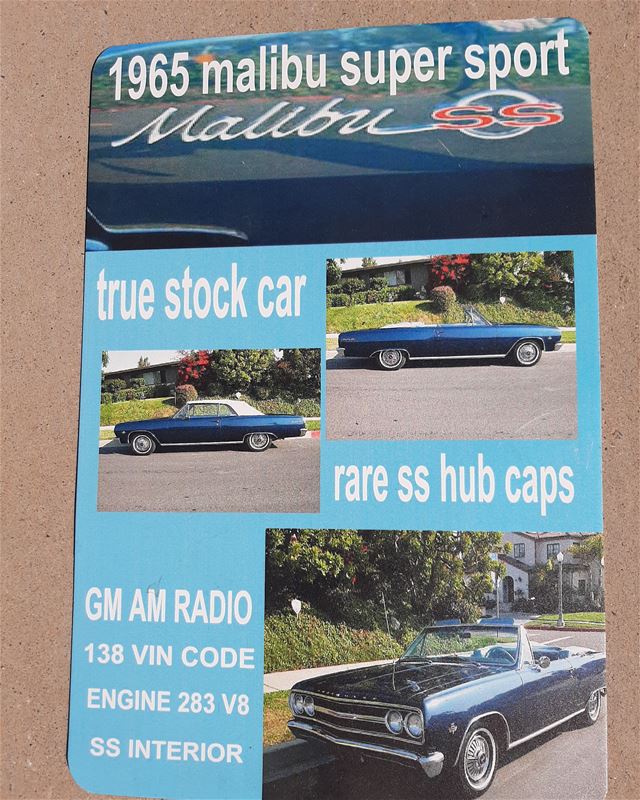 1965 malibu super sport
Malibu SS
true stock car
rare ss hub caps
GM AM RADIO
138 VIN CODE
ENGINE 283 V8
SS INTERIOR